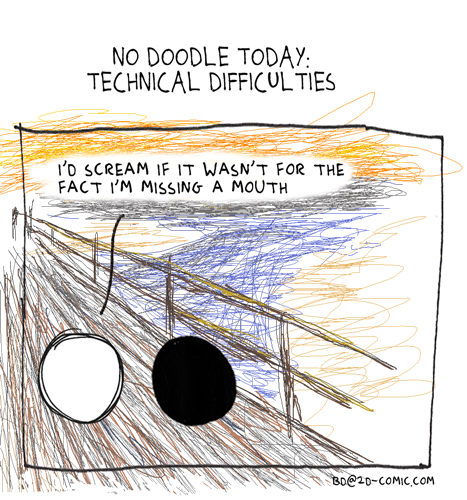 NO DOODLE TODAY:
TECHNICAL DIFFICULTIES
I'D SCREAM IF IT WASN'T FOR THE
FACT I'M MISSING A MOUTH
BD@2D-COMIC.COM